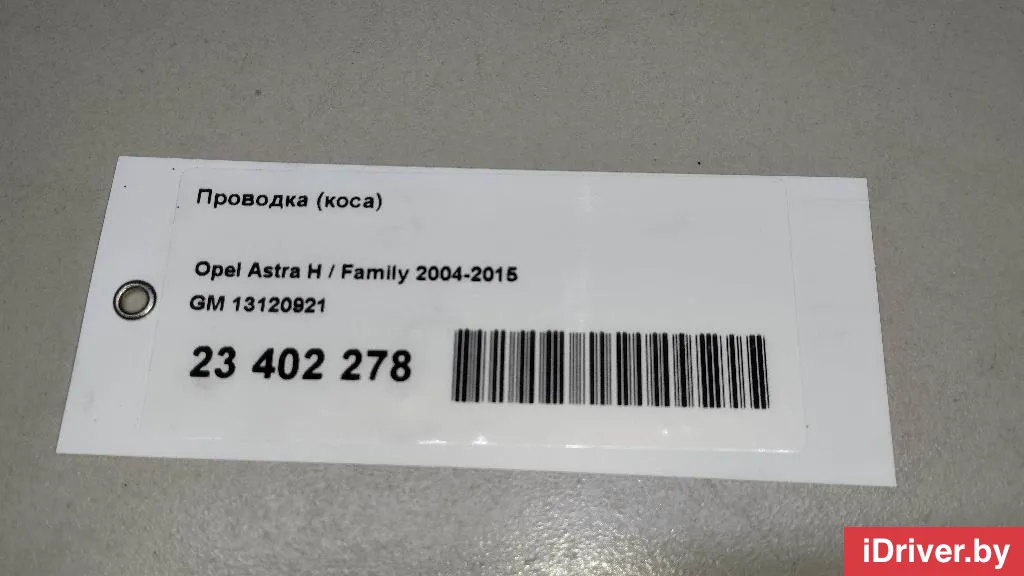 Проводка (коса)
Opel Astra H / Family 2004-2015
GM 13120921
23 402 278
iDriver.by